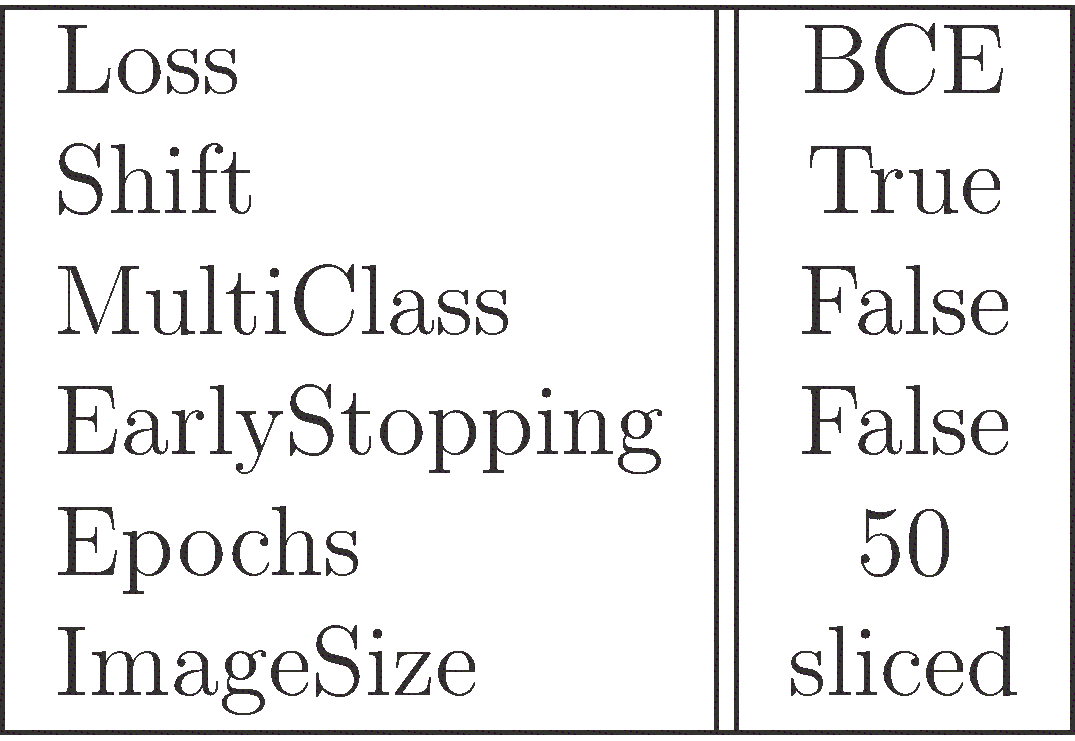 Loss BCE
Shift True
MultiClass False
EarlyStopping False
Epochs 50
ImageSize sliced